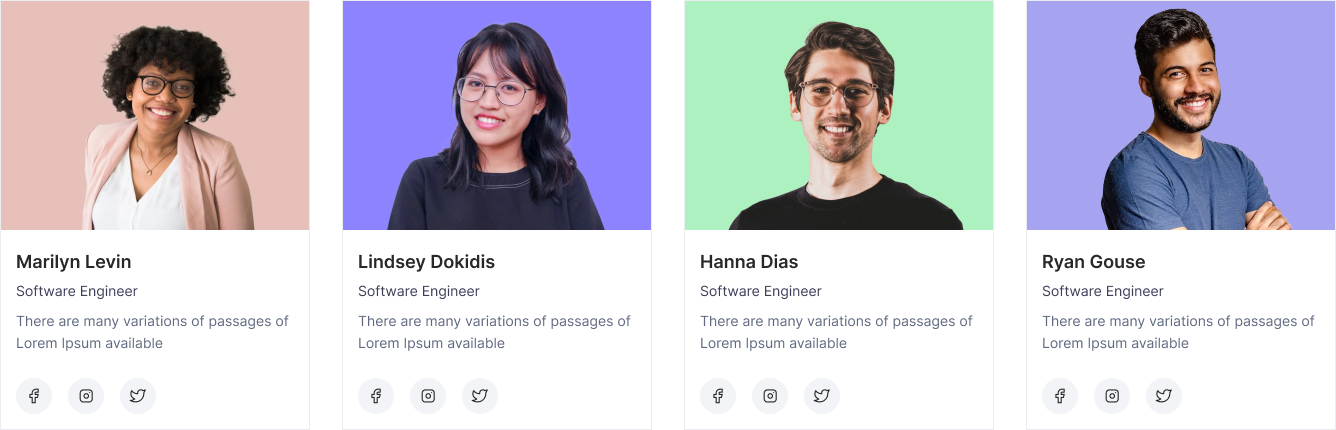 Marilyn Levin
Software Engineer
There are many variations of passages of
Lorem Ipsum available
Lindsey Dokidis
Software Engineer
There are many variations of passages of
Lorem Ipsum available
Hanna Dias
Software Engineer
There are many variations of passages of
Lorem Ipsum available
Ryan Gouse
Software Engineer
There are many variations of passages of
Lorem Ipsum available